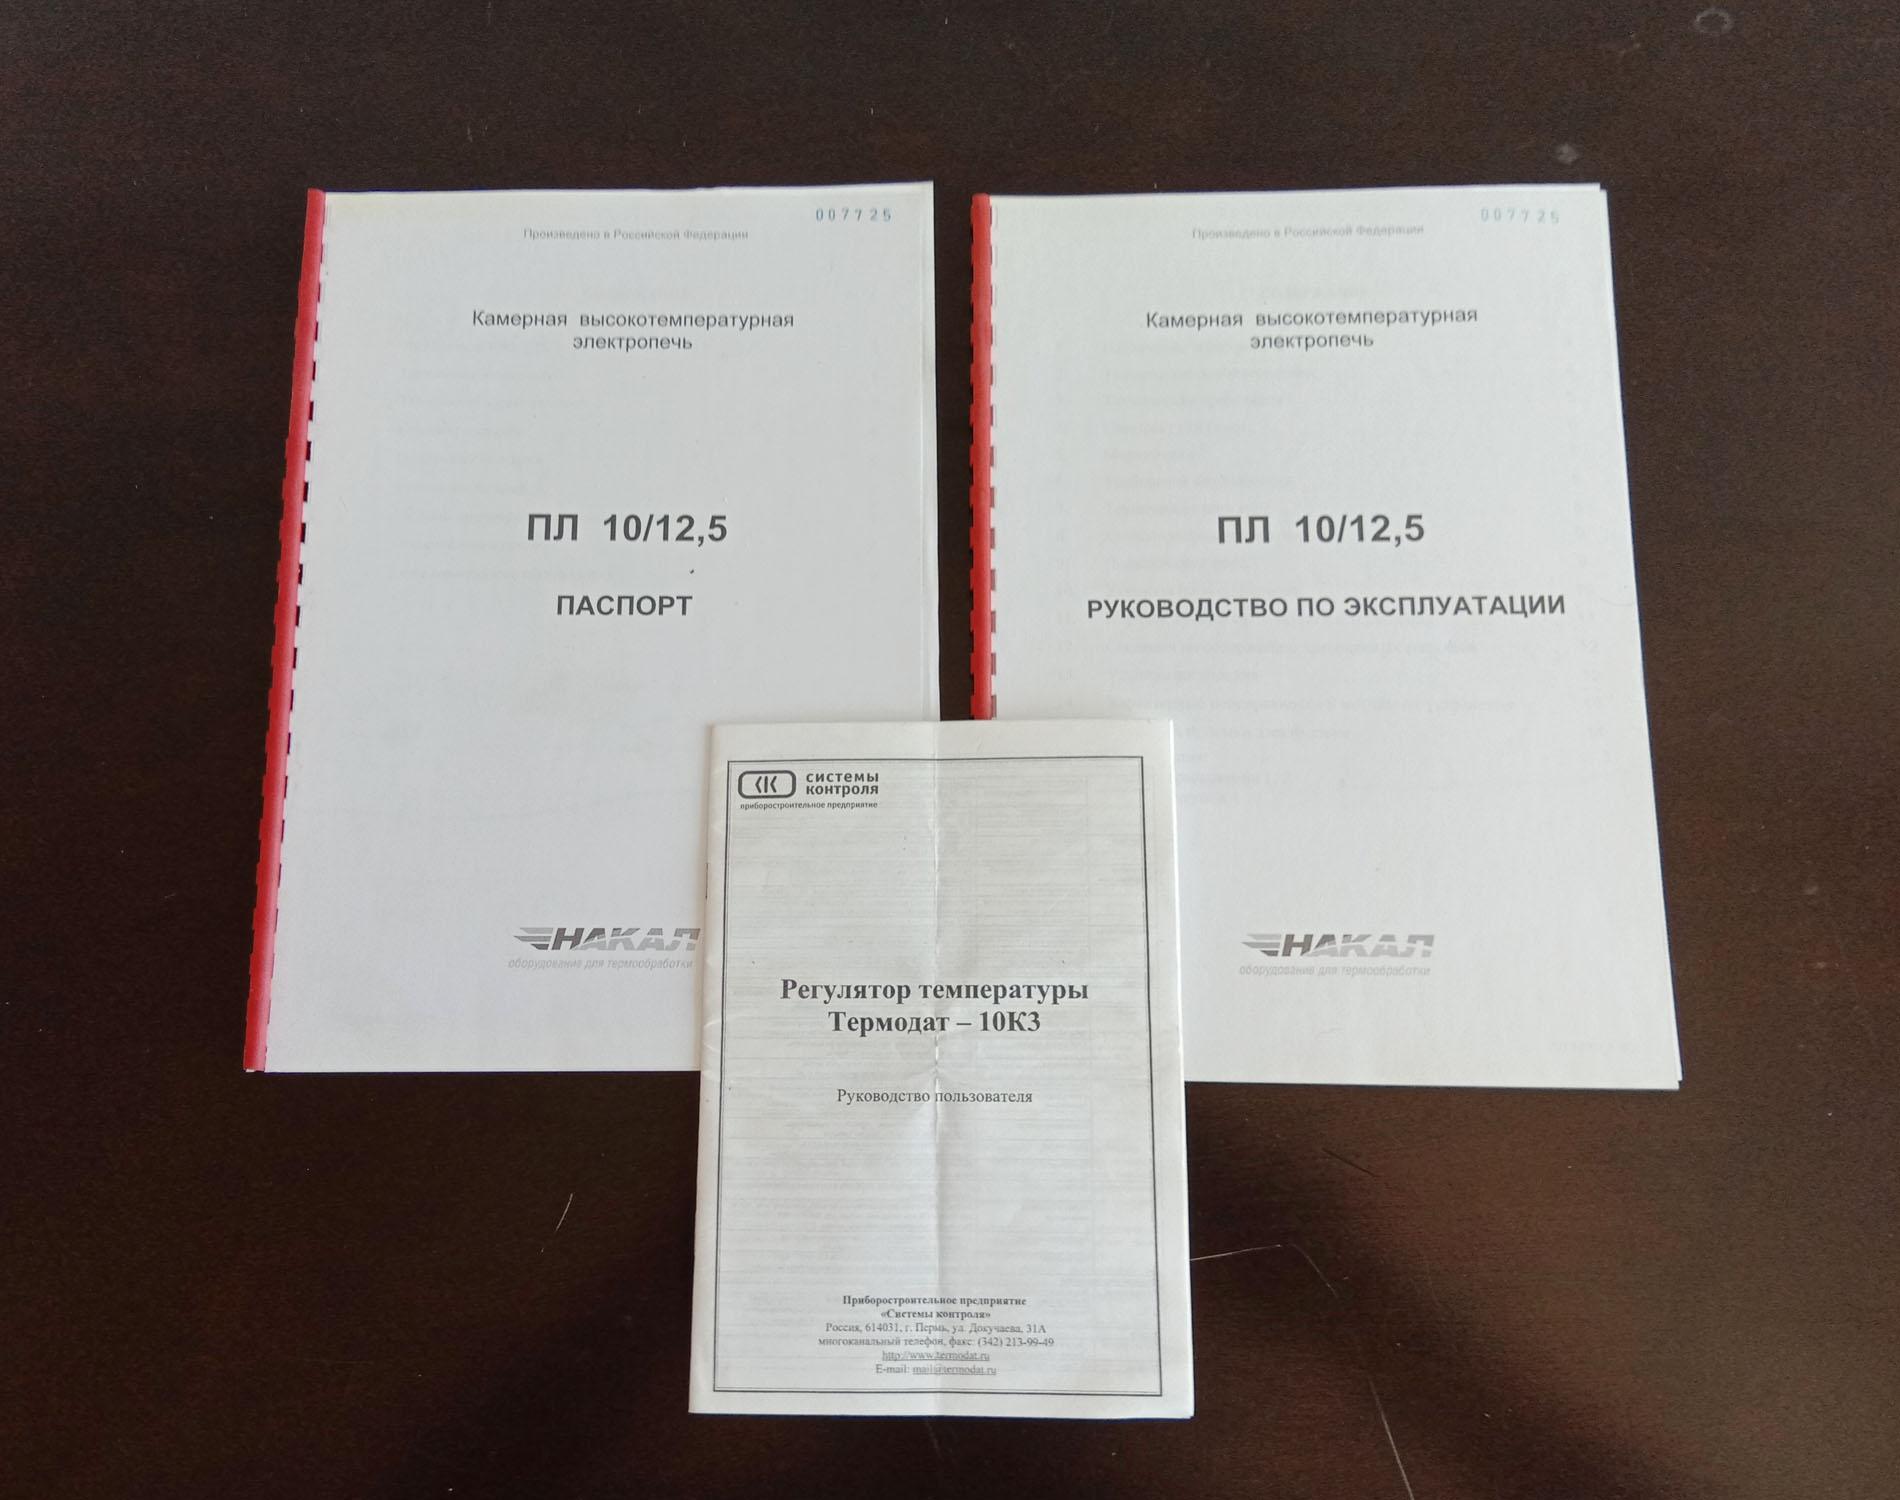 007725
Произведено в Российской Федерации
Камерная высокотемпературная
электропечь
ПЛ 10/12,5
ПАСПОРТ
НАКАЛ
оборудование для термообработки
007725
Произведено в Российской Федерации
Камерная высокотемпературная
электропечь
ПЛ 10/12,5
РУКОВОДСТВО ПО ЭКСПЛУАТАЦИИ
НАКАЛ
оборудование для термообработки
системы
контроля
приборостроительное предприятие
Регулятор температуры
Термодат – 10К3
Руководство пользователя
Приборостроительное предприятие
«Системы контроля»
Россия, 614031, г. Пермь, ул. Докучаева, 31А
многоканальный телефон, факс: (342) 213-99-49
http://www.termodat.ru
E-mail: mail@termodat.ru